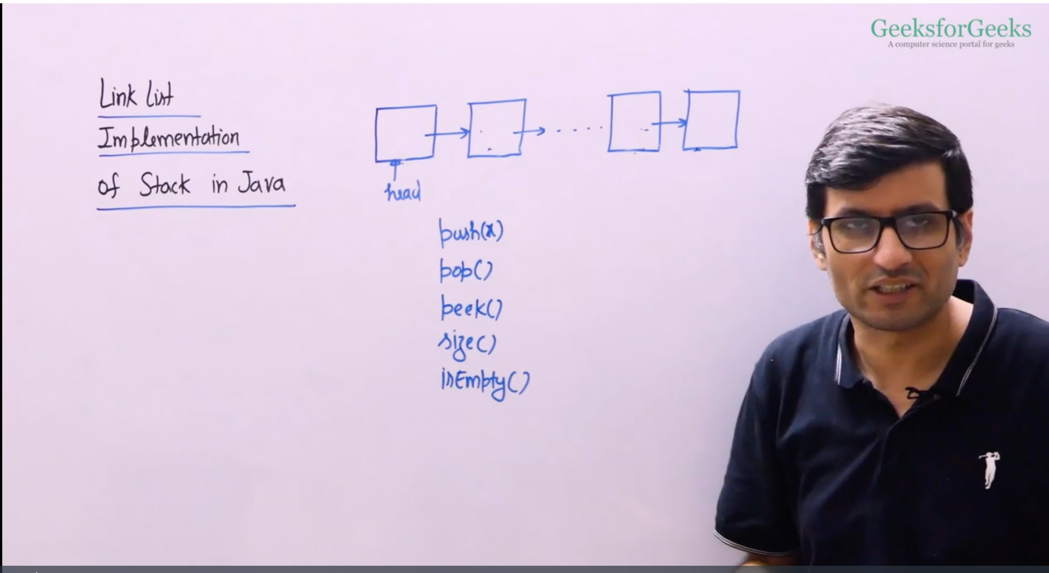 GeeksforGeeks
A computer science portal for geeks
Link List
Implementation
of Stack in Java
head
push(x)
pop()
peek()
size()
isEmpty()